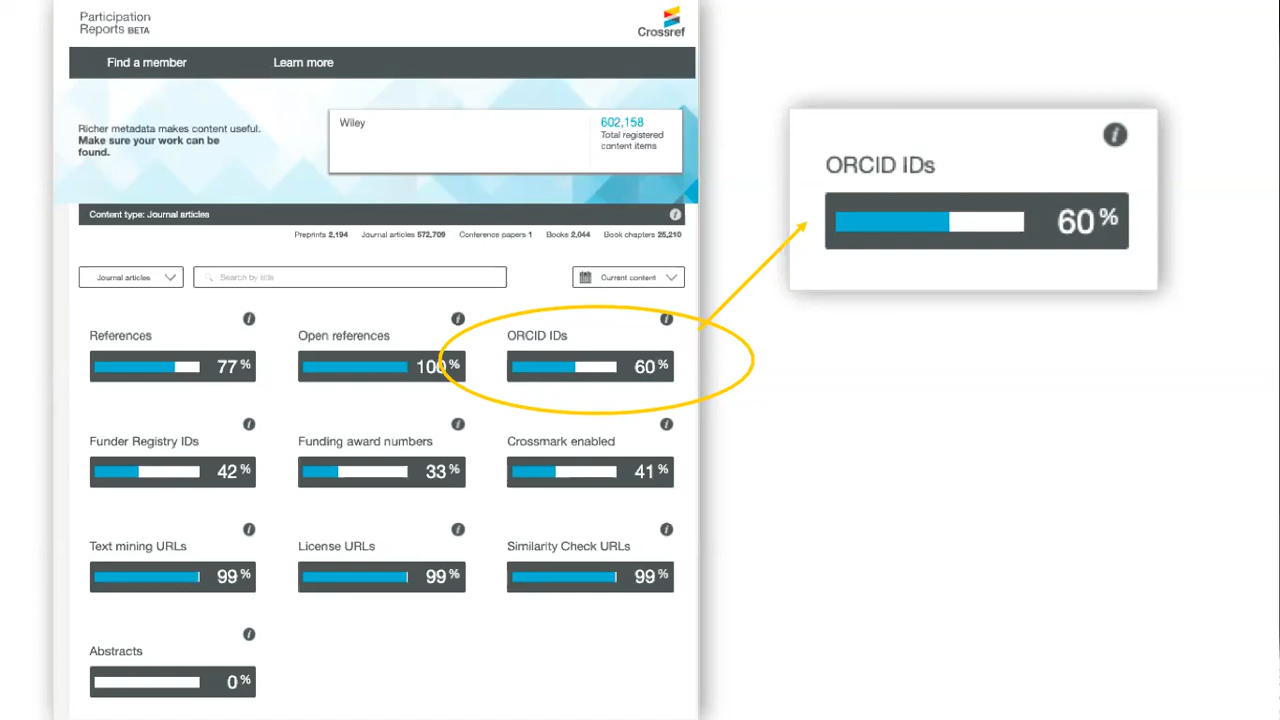 Participation
Reports BETA
Crossref
Find a member
Learn more
Richer metadata makes content useful.
Make sure your work can be
found.
Wiley
602,158
Total registered
content items
Content type: Journal articles
Preprints 2,194 Journal articles 572,709 Conference papers 1 Books 2,044 Book chapters 25,210
Journal articles
Search by title
Current content
References
77%
Open references
100%
ORCID IDs
60%
Funder Registry IDs
42%
Funding award numbers
33%
Crossmark enabled
41%
Text mining URLs
99%
License URLs
99%
Similarity Check URLs
99%
Abstracts
0%
ORCID IDs
60%